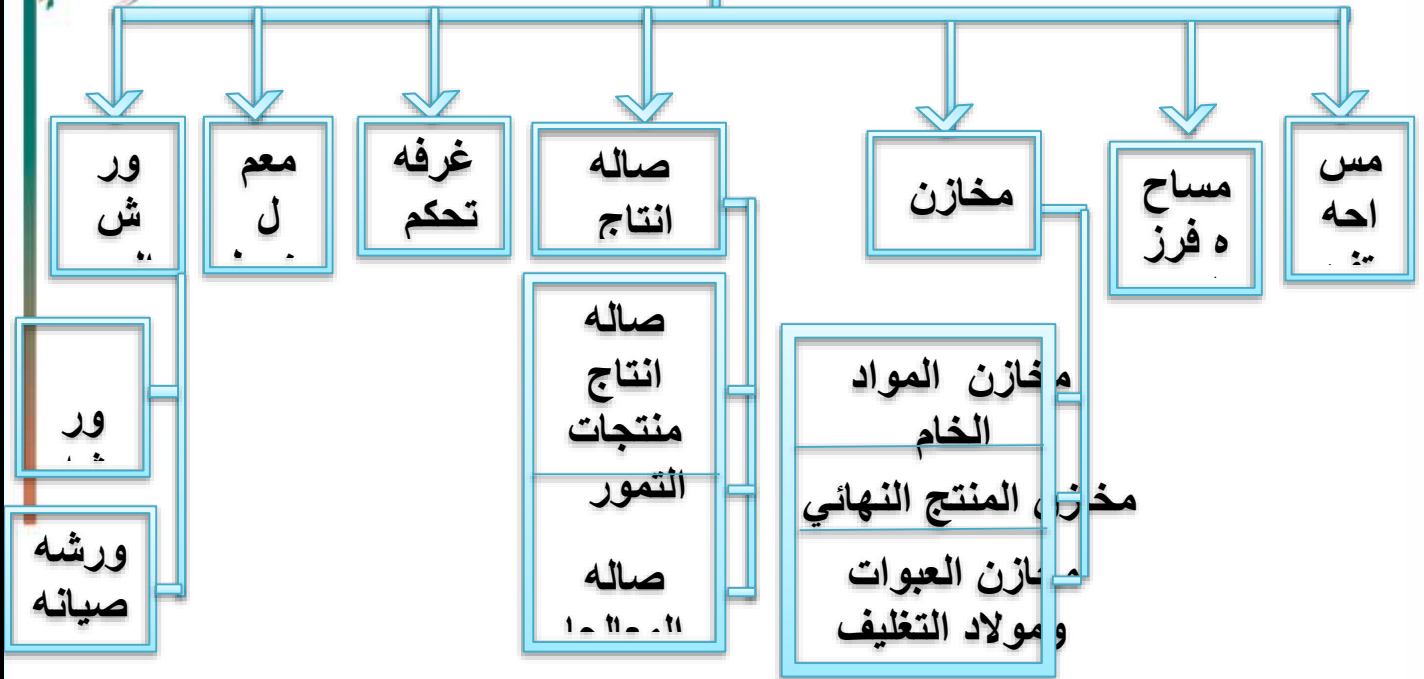 مس
احه
مساح
ه فرز
مخازن
صاله
انتاج
غرفه
تحكم
معم
ل
ور
ش
مخازن المواد
الخام
مخازن المنتج النهائي
مخازن العبوات
ومولاد التغليف
صاله
انتاج
منتجات
التمور
صاله
ور
ورشه
صيانه